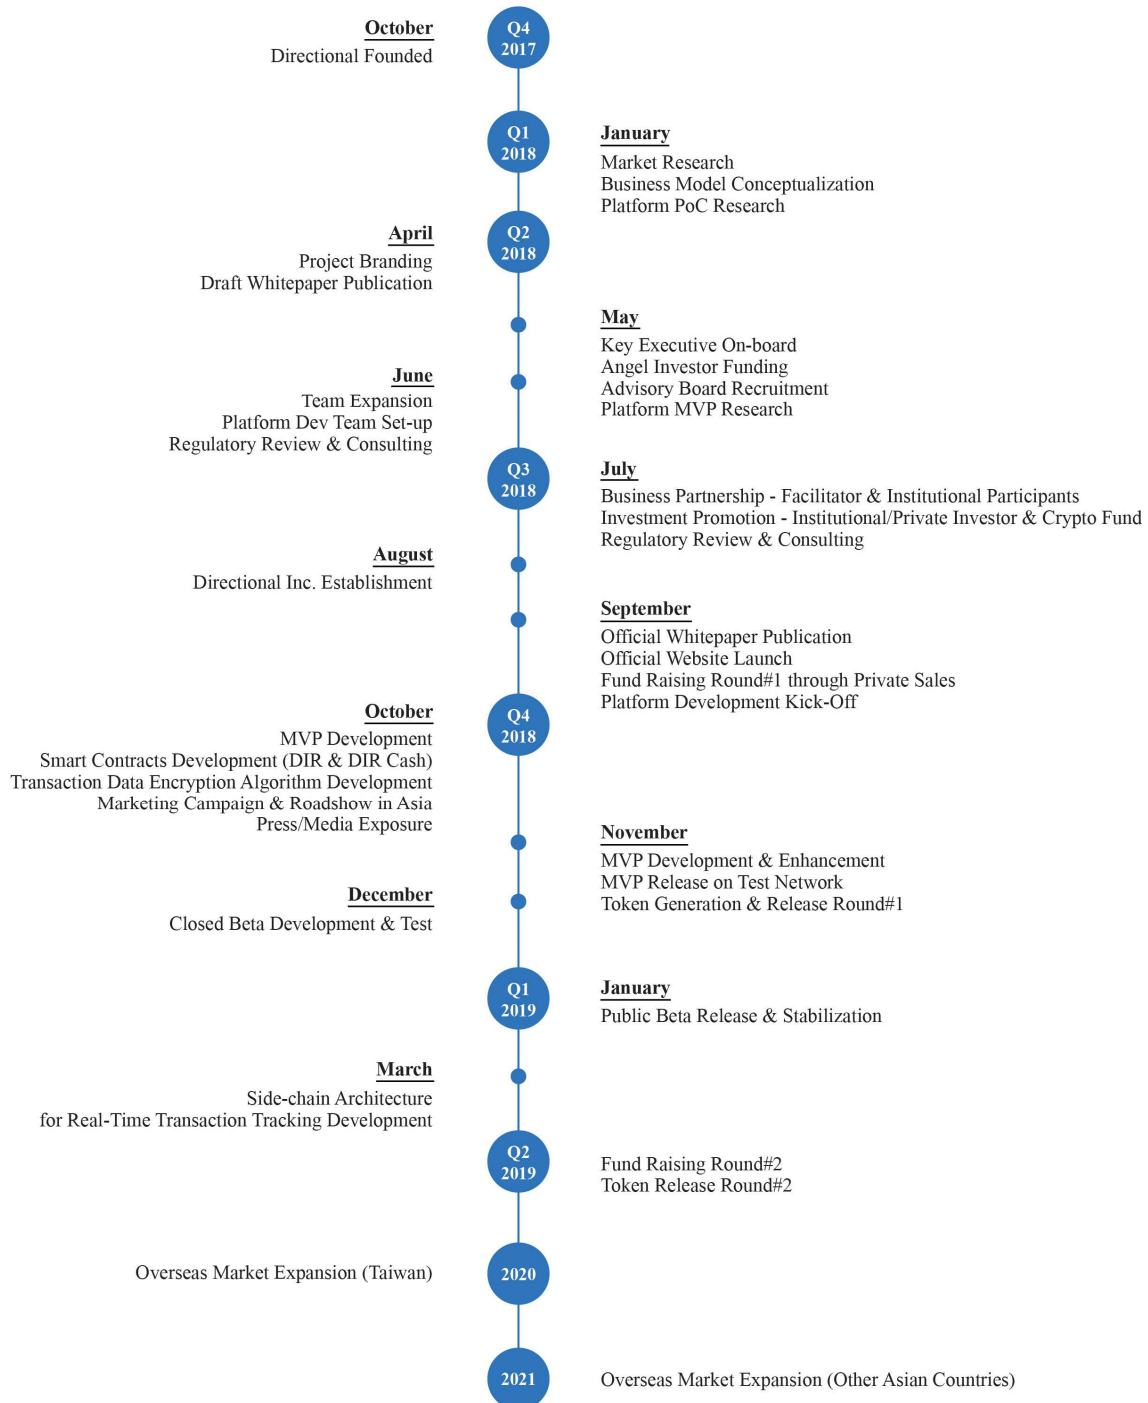 October
Directional Founded
Q4
2017
Q1
2018
January
Market Research
Business Model Conceptualization
Platform PoC Research
April
Project Branding
Draft Whitepaper Publication
Q2
2018
May
Key Executive On-board
Angel Investor Funding
Advisory Board Recruitment
Platform MVP Research
June
Team Expansion
Platform Dev Team Set-up
Regulatory Review & Consulting
Q3
2018
July
Business Partnership - Facilitator & Institutional Participants
Investment Promotion - Institutional/Private Investor & Crypto Fund
Regulatory Review & Consulting
August
Directional Inc. Establishment
September
Official Whitepaper Publication
Official Website Launch
Fund Raising Round#1 through Private Sales
Platform Development Kick-Off
October
MVP Development
Smart Contracts Development (DIR & DIR Cash)
Transaction Data Encryption Algorithm Development
Marketing Campaign & Roadshow in Asia
Press/Media Exposure
Q4
2018
November
MVP Development & Enhancement
MVP Release on Test Network
Token Generation & Release Round#1
December
Closed Beta Development & Test
Q1
2019
January
Public Beta Release & Stabilization
March
Side-chain Architecture
for Real-Time Transaction Tracking Development
Q2
2019
Fund Raising Round#2
Token Release Round#2
Overseas Market Expansion (Taiwan)
2020
2021
Overseas Market Expansion (Other Asian Countries)